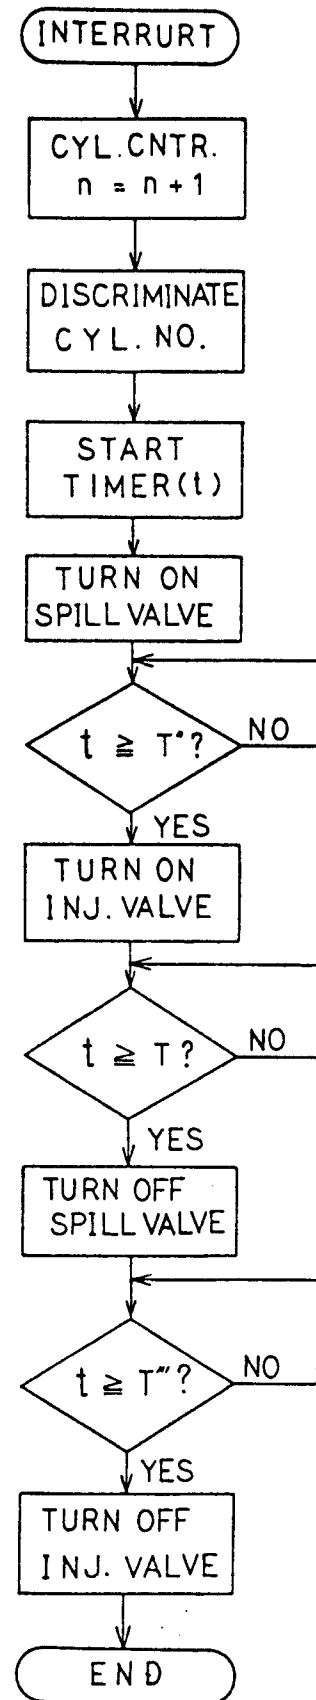 INTERRURT
CYL.CNTR.
n = n+1
DISCRIMINATE
CYL. NO.
START
TIMER(t)
TURN ON
SPILL VALVE
t ≧ T"?
NO
YES
TURN ON
INJ. VALVE
t ≧ T?
NO
YES
TURN OFF
SPILL VALVE
t ≧ T'''?
NO
YES
TURN OFF
INJ. VALVE
END